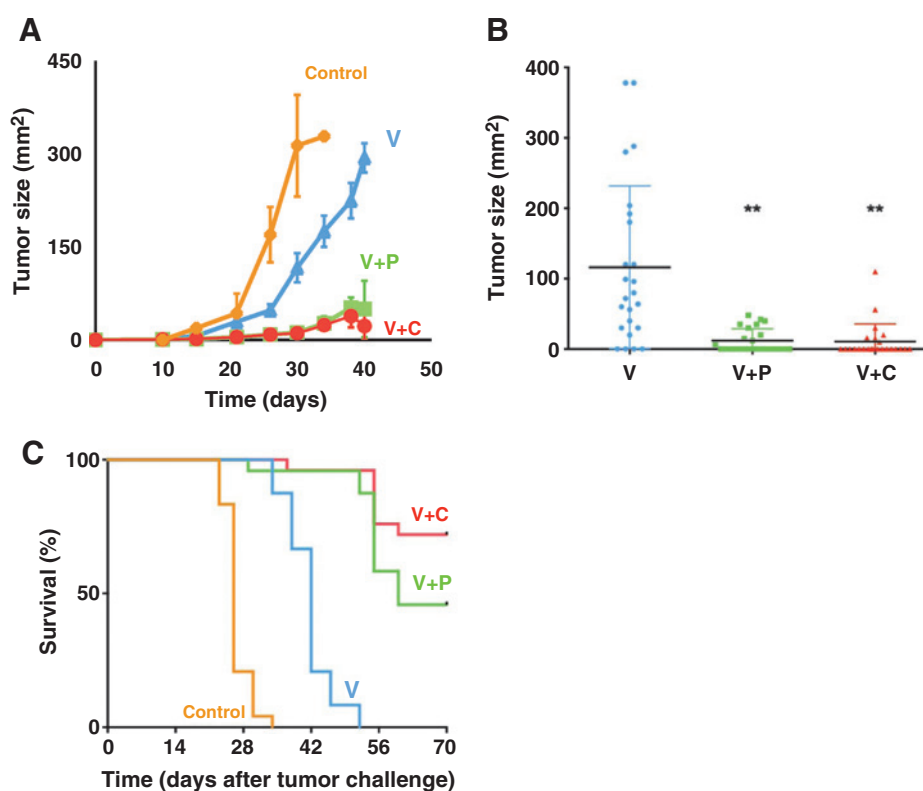 A
Tumor size (mm²)
450
300
150
0
0 10 20 30 40 50
Time (days)
Control
V
V+P
V+C
B
Tumor size (mm²)
400
300
200
100
0
** **
V V+P V+C
C
Survival (%)
100
50
0
0 14 28 42 56 70
Time (days after tumor challenge)
V+C
V+P
V
Control